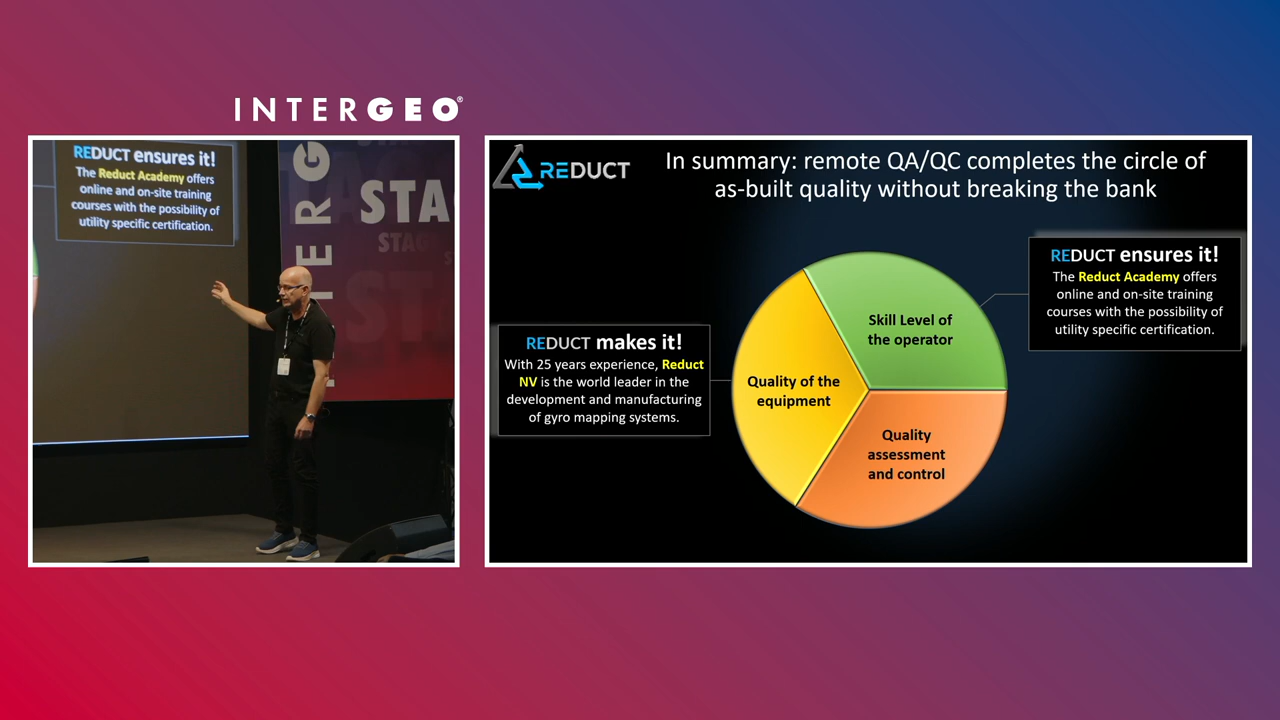 INTERGEO®
REDUCT ensures it!
The Reduct Academy offers
online and on-site training
courses with the possibility of
utility specific certification.
STA
STAG
STA
INTERG
REDUCT
In summary: remote QA/QC completes the circle of
as-built quality without breaking the bank
REDUCT ensures it!
The Reduct Academy offers
online and on-site training
courses with the possibility of
utility specific certification.
Skill Level of
the operator
REDUCT makes it!
With 25 years experience, Reduct
NV is the world leader in the
development and manufacturing
of gyro mapping systems.
Quality of the
equipment
Quality
assessment
and control